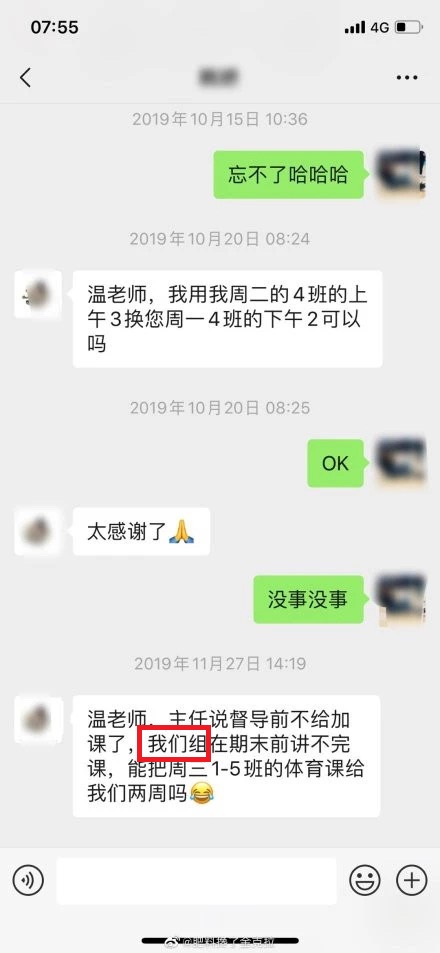 07:55
4G
2019年10月15日 10:36
忘不了哈哈哈
2019年10月20日 08:24
温老师，我用我周二的4班的上
午3换您周一4班的下午2可以
吗
2019年10月20日 08:25
OK
太感谢了🙏
没事没事
2019年11月27日 14:19
温老师，主任说督导前不给加
课了，我们组在期末前讲不完
课，能把周三1-5班的体育课给
我们两周吗😂